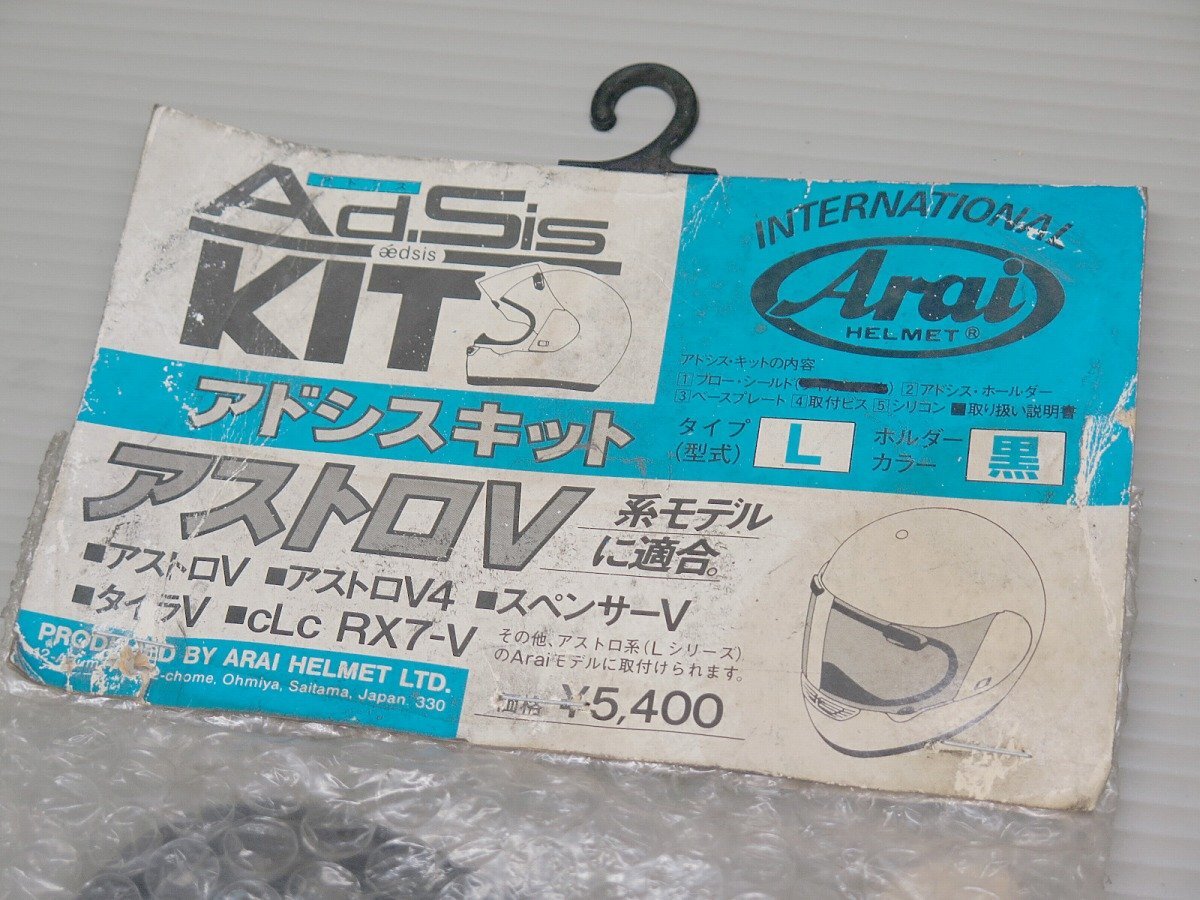 アドシス
Ad.Sis
ædsis
KIT
INTERNATIONAL
Arai
HELMET®
アドシス・キットの内容
1 ブロー・シールド( ) 2 アドシス・ホールダー
3 ベースプレート 4 取付ビス 5 シリコン ■取り扱い説明書
タイプ
(型式)
L
ホルダー
カラー
黒
アドシスキット
アストロV
系モデル
に適合。
■アストロV ■アストロV4 ■スペンサーV
■タイラV ■cLc RX7-V
その他、アストロ系(Lシリーズ)
のAraiモデルに取付けられます。
価格 ¥5,400
PRODUCED BY ARAI HELMET LTD.
-chome, Ohmiya, Saitama, Japan. 330